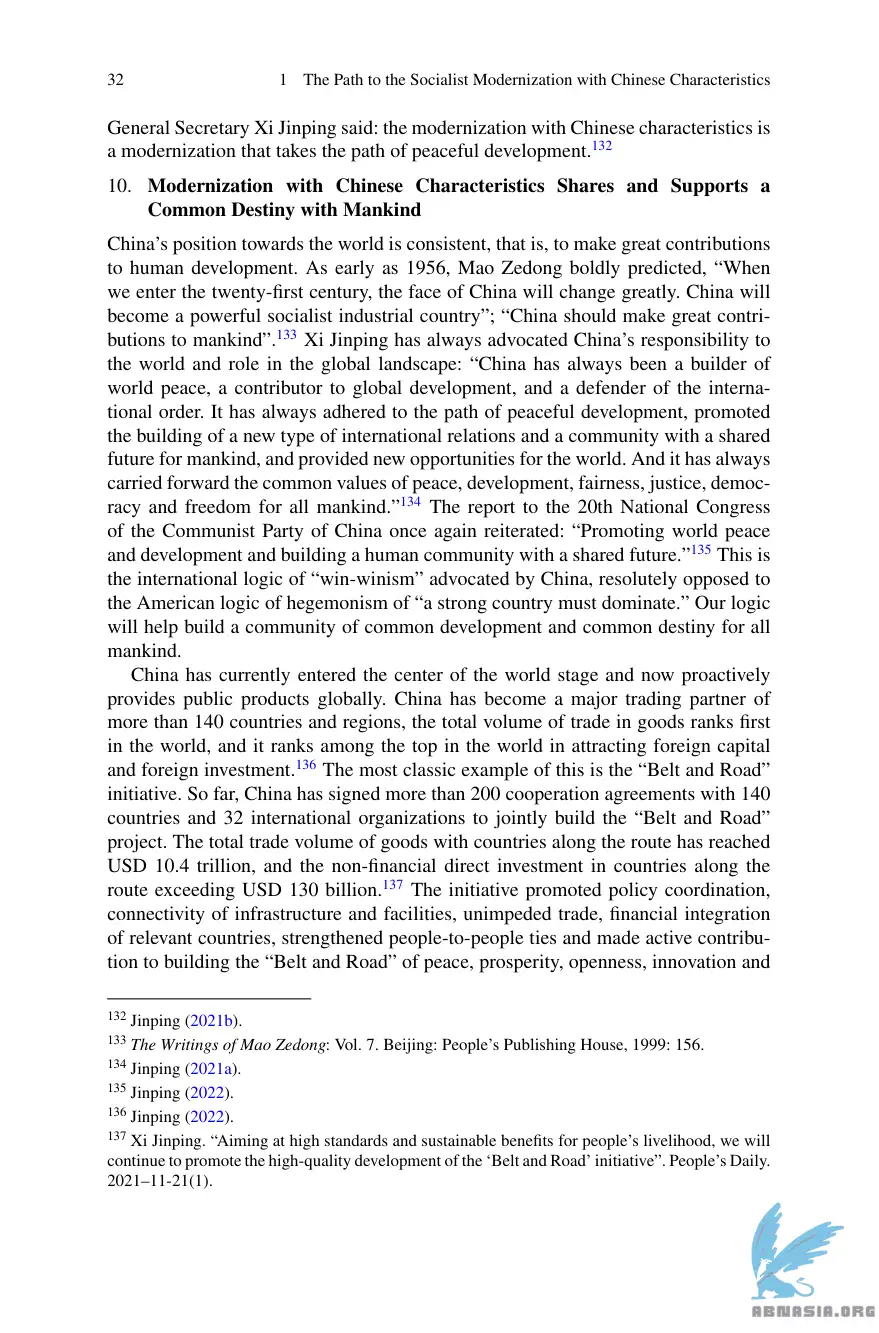 32 1 The Path to the Socialist Modernization with Chinese Characteristics
General Secretary Xi Jinping said: the modernization with Chinese characteristics is
a modernization that takes the path of peaceful development.132
10. Modernization with Chinese Characteristics Shares and Supports a
Common Destiny with Mankind
China’s position towards the world is consistent, that is, to make great contributions
to human development. As early as 1956, Mao Zedong boldly predicted, “When
we enter the twenty-first century, the face of China will change greatly. China will
become a powerful socialist industrial country”; “China should make great contri-
butions to mankind”.133 Xi Jinping has always advocated China’s responsibility to
the world and role in the global landscape: “China has always been a builder of
world peace, a contributor to global development, and a defender of the interna-
tional order. It has always adhered to the path of peaceful development, promoted
the building of a new type of international relations and a community with a shared
future for mankind, and provided new opportunities for the world. And it has always
carried forward the common values of peace, development, fairness, justice, democ-
racy and freedom for all mankind.”134 The report to the 20th National Congress
of the Communist Party of China once again reiterated: “Promoting world peace
and development and building a human community with a shared future.”135 This is
the international logic of “win-winism” advocated by China, resolutely opposed to
the American logic of hegemonism of “a strong country must dominate.” Our logic
will help build a community of common development and common destiny for all
mankind.
China has currently entered the center of the world stage and now proactively
provides public products globally. China has become a major trading partner of
more than 140 countries and regions, the total volume of trade in goods ranks first
in the world, and it ranks among the top in the world in attracting foreign capital
and foreign investment.136 The most classic example of this is the “Belt and Road”
initiative. So far, China has signed more than 200 cooperation agreements with 140
countries and 32 international organizations to jointly build the “Belt and Road”
project. The total trade volume of goods with countries along the route has reached
USD 10.4 trillion, and the non-financial direct investment in countries along the
route exceeding USD 130 billion.137 The initiative promoted policy coordination,
connectivity of infrastructure and facilities, unimpeded trade, financial integration
of relevant countries, strengthened people-to-people ties and made active contribu-
tion to building the “Belt and Road” of peace, prosperity, openness, innovation and
132 Jinping (2021b).
133 The Writings of Mao Zedong: Vol. 7. Beijing: People’s Publishing House, 1999: 156.
134 Jinping (2021a).
135 Jinping (2022).
136 Jinping (2022).
137 Xi Jinping. “Aiming at high standards and sustainable benefits for people’s livelihood, we will
continue to promote the high-quality development of the ‘Belt and Road’ initiative”. People’s Daily.
2021–11-21(1).
ABNASIA.ORG